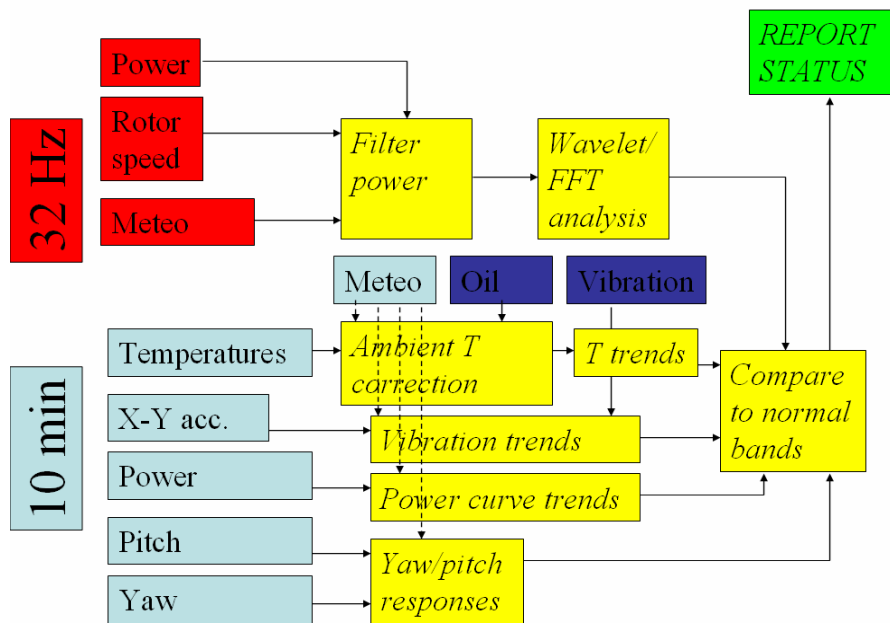 REPORT
STATUS
Power
32 Hz
Rotor
speed
Filter
power
Wavelet/
FFT
analysis
Meteo
Meteo
Oil
Vibration
10 min
Temperatures
Ambient T
correction
T trends
Compare
to normal
bands
X-Y acc.
Vibration trends
Power
Power curve trends
Pitch
Yaw/pitch
responses
Yaw